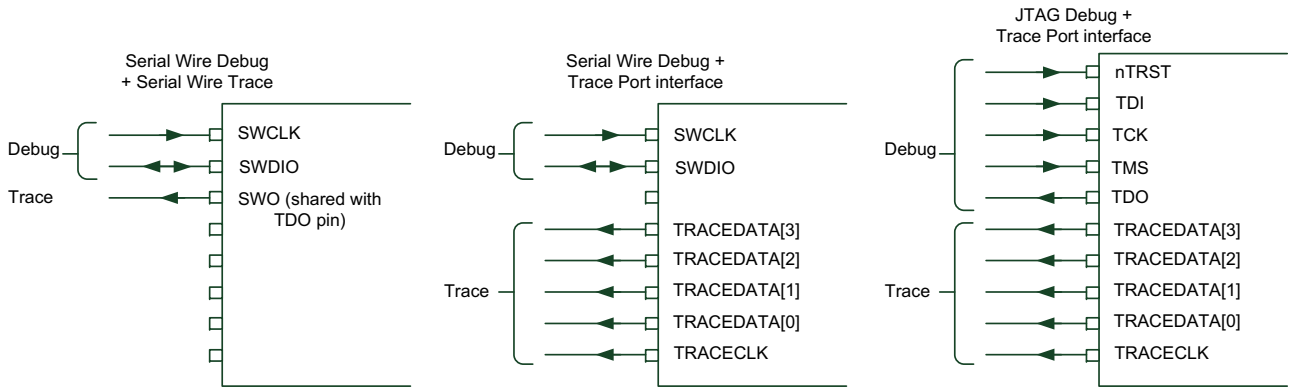 Serial Wire Debug
+ Serial Wire Trace
Debug
Trace
SWCLK
SWDIO
SWO (shared with
TDO pin)
Serial Wire Debug +
Trace Port interface
Debug
Trace
SWCLK
SWDIO
TRACEDATA[3]
TRACEDATA[2]
TRACEDATA[1]
TRACEDATA[0]
TRACECLK
JTAG Debug +
Trace Port interface
Debug
Trace
nTRST
TDI
TCK
TMS
TDO
TRACEDATA[3]
TRACEDATA[2]
TRACEDATA[1]
TRACEDATA[0]
TRACECLK